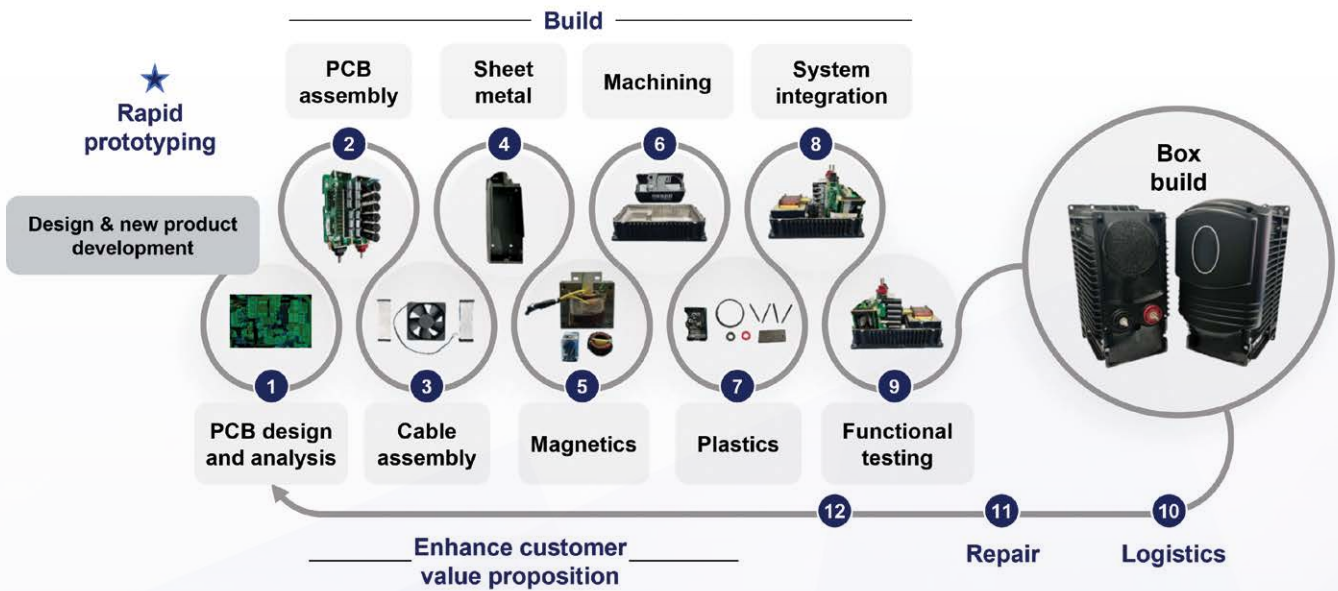 Build
Rapid
prototyping
Design & new product
development
PCB
assembly
Sheet
metal
Machining
System
integration
2
4
6
8
Box
build
1
3
5
7
9
PCB design
and analysis
Cable
assembly
Magnetics
Plastics
Functional
testing
12
11
10
Enhance customer
value proposition
Repair
Logistics